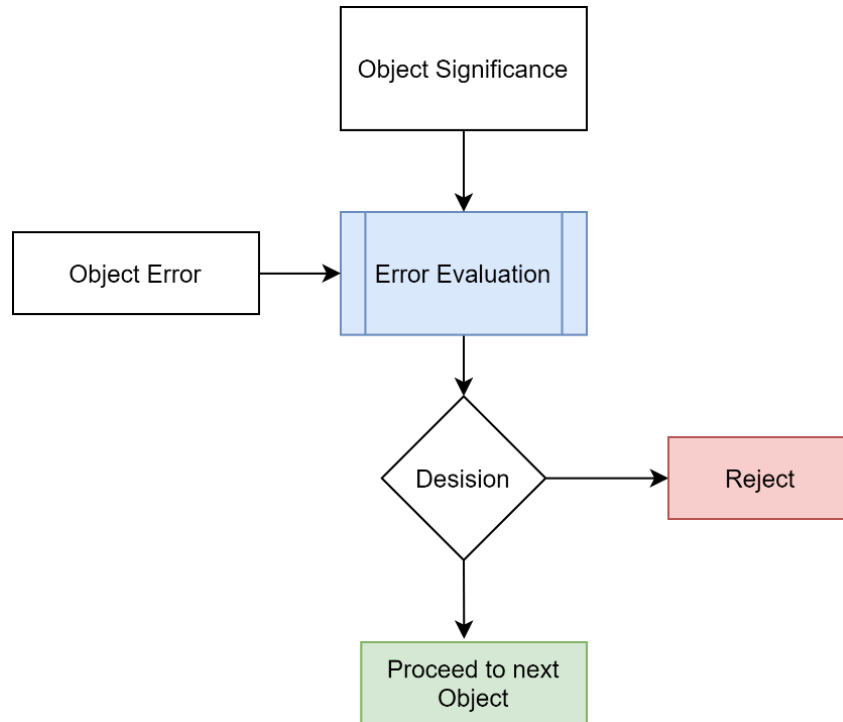 Object Significance
Object Error
Error Evaluation
Desision
Reject
Proceed to next
Object